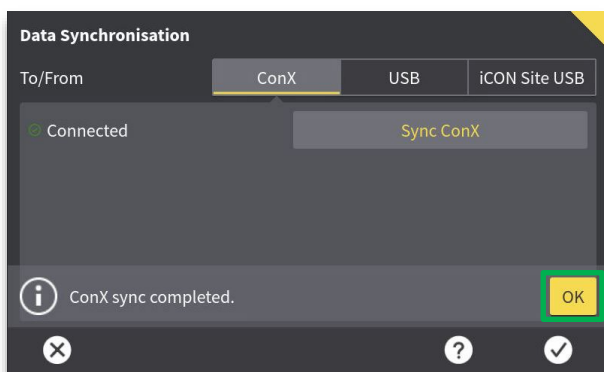 Data Synchronisation
To/From ConX USB iCON Site USB
Connected Sync ConX
ConX sync completed. OK